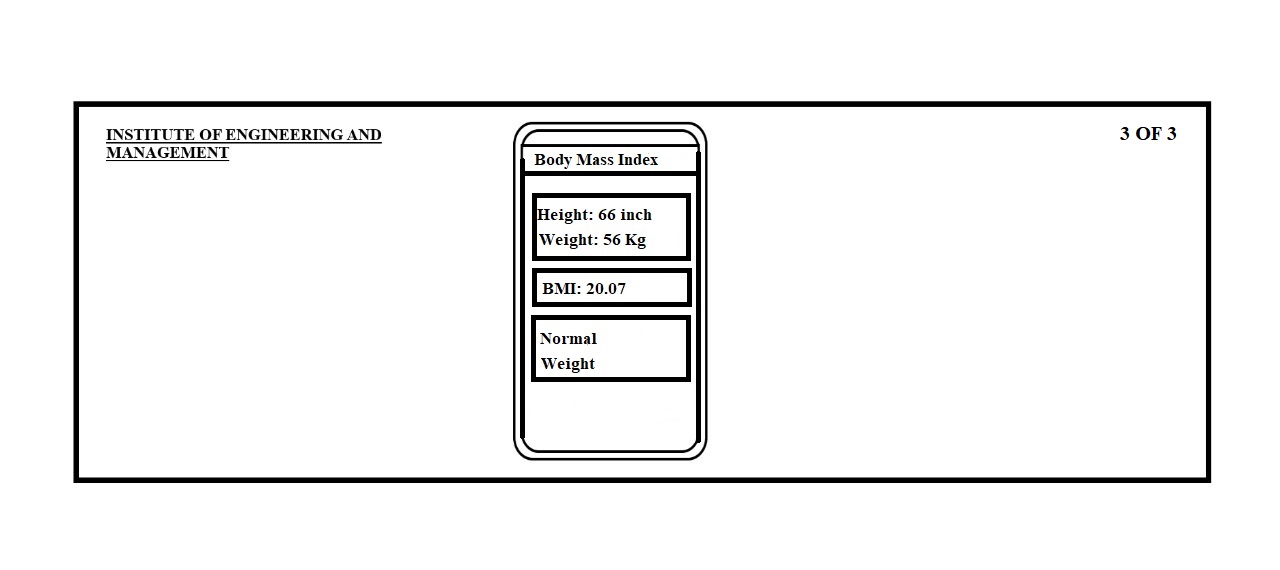 INSTITUTE OF ENGINEERING AND
MANAGEMENT
3 OF 3
Body Mass Index
Height: 66 inch
Weight: 56 Kg
BMI: 20.07
Normal
Weight